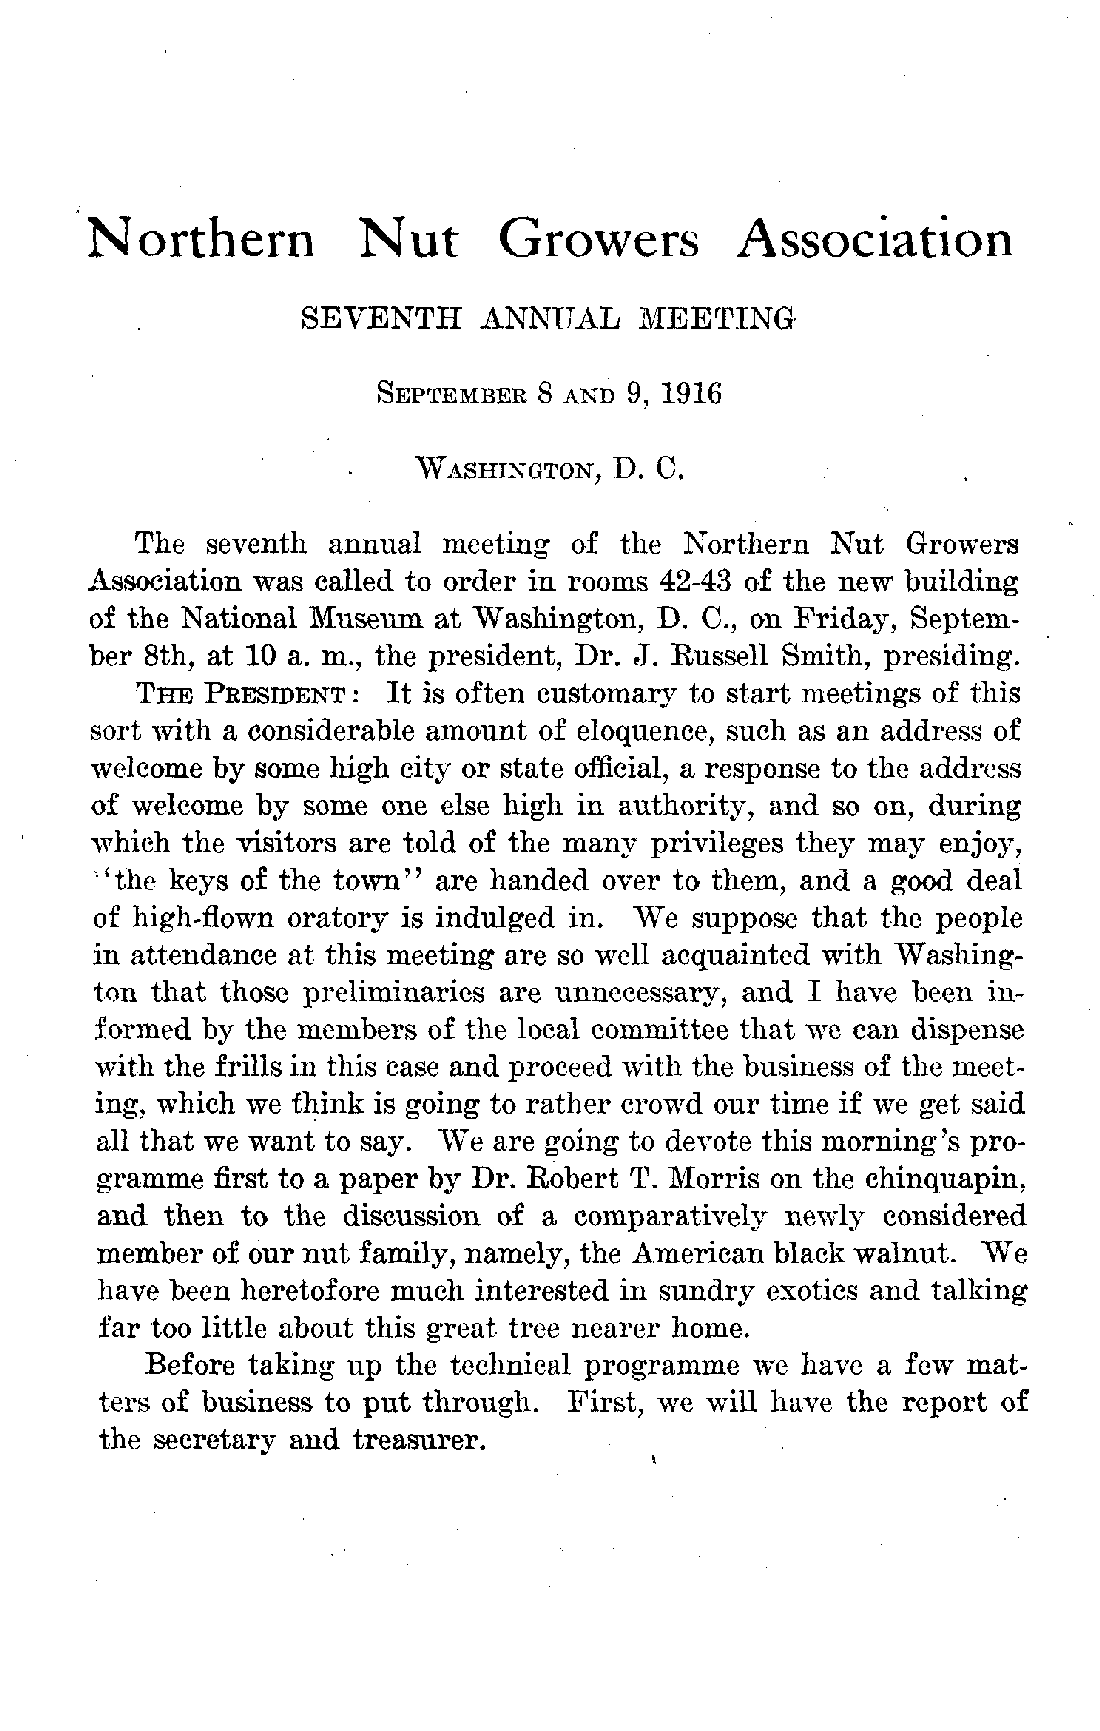 Northern Nut Growers Association
SEVENTH ANNUAL MEETING
SEPTEMBER 8 AND 9, 1916
WASHINGTON, D. C.
The seventh annual meeting of the Northern Nut Growers
Association was called to order in rooms 42-43 of the new building
of the National Museum at Washington, D. C., on Friday, Septem-
ber 8th, at 10 a. m., the president, Dr. J. Russell Smith, presiding.
THE PRESIDENT: It is often customary to start meetings of this
sort with a considerable amount of eloquence, such as an address of
welcome by some high city or state official, a response to the address
of welcome by some one else high in authority, and so on, during
which the visitors are told of the many privileges they may enjoy,
"the keys of the town" are handed over to them, and a good deal
of high-flown oratory is indulged in. We suppose that the people
in attendance at this meeting are so well acquainted with Washing-
ton that those preliminaries are unnecessary, and I have been in-
formed by the members of the local committee that we can dispense
with the frills in this case and proceed with the business of the meet-
ing, which we think is going to rather crowd our time if we get said
all that we want to say. We are going to devote this morning's pro-
gramme first to a paper by Dr. Robert T. Morris on the chinquapin,
and then to the discussion of a comparatively newly considered
member of our nut family, namely, the American black walnut. We
have been heretofore much interested in sundry exotics and talking
far too little about this great tree nearer home.
Before taking up the technical programme we have a few mat-
ters of business to put through. First, we will have the report of
the secretary and treasurer.